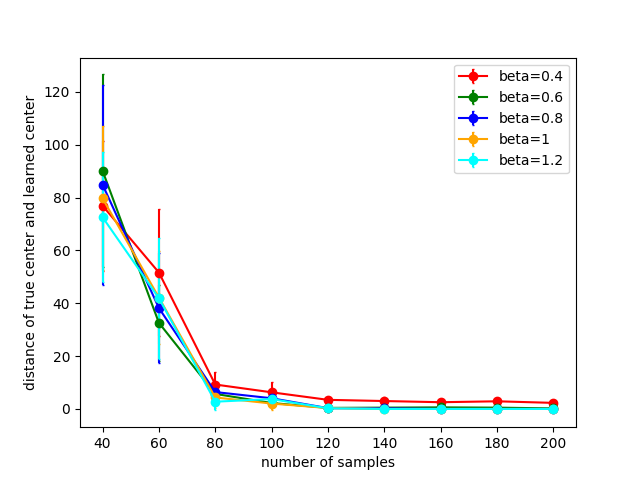 beta=0.4
beta=0.6
beta=0.8
beta=1
beta=1.2
distance of true center and learned center
120
100
80
60
40
20
0
40 60 80 100 120 140 160 180 200
number of samples